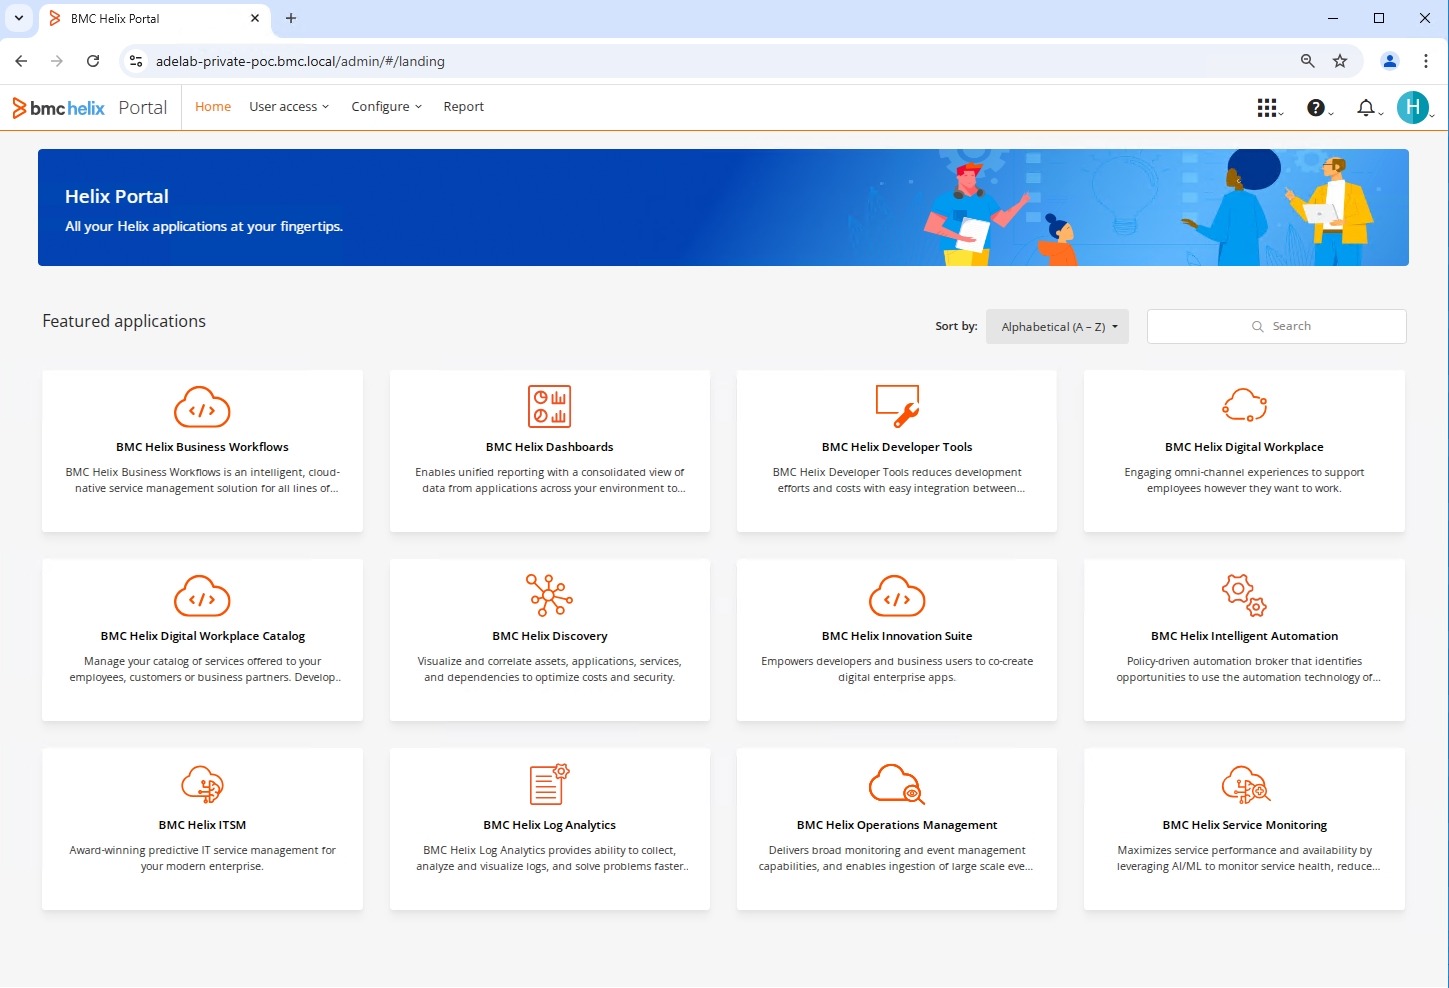 BMC Helix Portal
adelab-private-poc.bmc.local/admin/#/landing
bmc helix Portal
Home User access Configure Report
H
Helix Portal
All your Helix applications at your fingertips.
Featured applications
Sort by: Alphabetical (A – Z) Search
BMC Helix Business Workflows
BMC Helix Business Workflows is an intelligent, cloud-
native service management solution for all lines of...
BMC Helix Dashboards
Enables unified reporting with a consolidated view of
data from applications across your environment to...
BMC Helix Developer Tools
BMC Helix Developer Tools reduces development
efforts and costs with easy integration between...
BMC Helix Digital Workplace
Engaging omni-channel experiences to support
employees however they want to work.
BMC Helix Digital Workplace Catalog
Manage your catalog of services offered to your
employees, customers or business partners. Develop..
BMC Helix Discovery
Visualize and correlate assets, applications, services,
and dependencies to optimize costs and security.
BMC Helix Innovation Suite
Empowers developers and business users to co-create
digital enterprise apps.
BMC Helix Intelligent Automation
Policy-driven automation broker that identifies
opportunities to use the automation technology of...
BMC Helix ITSM
Award-winning predictive IT service management for
your modern enterprise.
BMC Helix Log Analytics
BMC Helix Log Analytics provides ability to collect,
analyze and visualize logs, and solve problems faster..
BMC Helix Operations Management
Delivers broad monitoring and event management
capabilities, and enables ingestion of large scale eve...
BMC Helix Service Monitoring
Maximizes service performance and availability by
leveraging AI/ML to monitor service health, reduce...